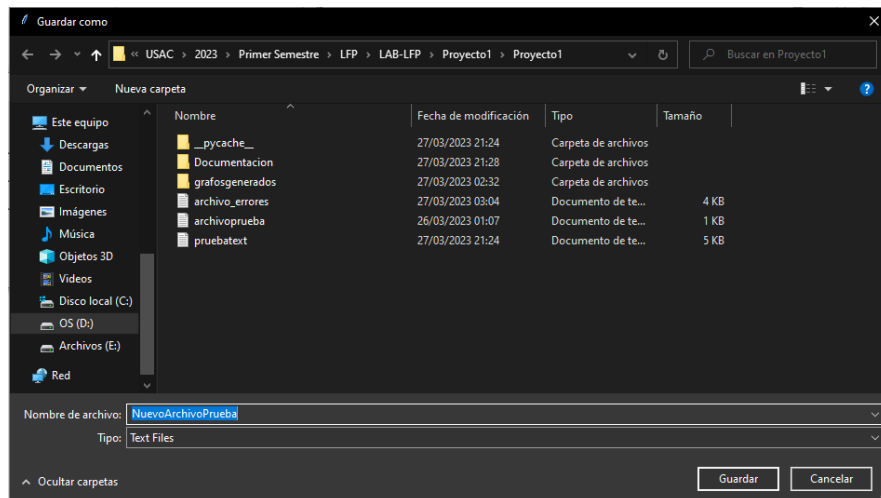 Guardar como
« USAC › 2023 › Primer Semestre › LFP › LAB-LFP › Proyecto1 › Proyecto1
Buscar en Proyecto1
Organizar
Nueva carpeta
Este equipo
Descargas
Documentos
Escritorio
Imágenes
Música
Objetos 3D
Videos
Disco local (C:)
OS (D:)
Archivos (E:)
Red
Nombre Fecha de modificación Tipo Tamaño
__pycache__ 27/03/2023 21:24 Carpeta de archivos
Documentacion 27/03/2023 21:28 Carpeta de archivos
grafosgenerados 27/03/2023 02:32 Carpeta de archivos
archivo_errores 27/03/2023 03:04 Documento de te... 4 KB
archivoprueba 26/03/2023 01:07 Documento de te... 1 KB
pruebatext 27/03/2023 21:24 Documento de te... 5 KB
Nombre de archivo: NuevoArchivoPrueba
Tipo: Text Files
Ocultar carpetas
Guardar
Cancelar